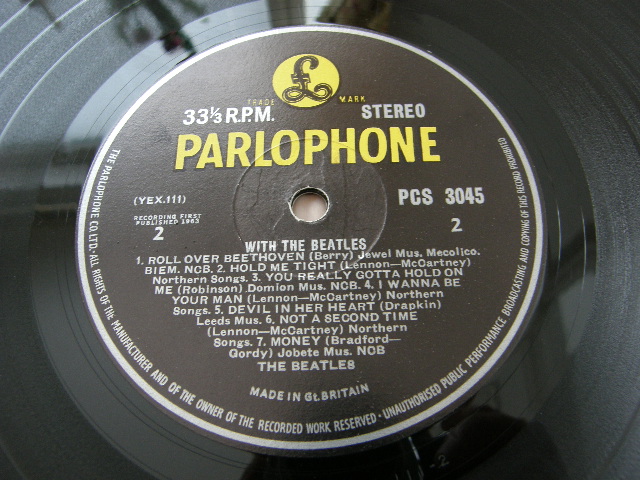 TRADE MARK
33⅓ R.P.M. STEREO
PARLOPHONE
(YEX.111) PCS 3045
RECORDING FIRST
PUBLISHED 1963
2 2
WITH THE BEATLES
1. ROLL OVER BEETHOVEN (Berry) Jewel Mus. Mecolico.
BIEM. NCB. 2. HOLD ME TIGHT (Lennon—McCartney)
Northern Songs. 3. YOU REALLY GOTTA HOLD ON
ME (Robinson) .Domion Mus. NCB. 4. I WANNA BE
YOUR MAN (Lennon—McCartney) Northern
Songs. 5. DEVIL IN HER HEART (Drapkin)
Leeds Mus. 6. NOT A SECOND TIME
(Lennon—McCartney) Northern
Songs. 7. MONEY (Bradford—
Gordy) Jobete Mus. NOB
THE BEATLES
MADE IN GT.BRITAIN
THE PARLOPHONE CO.LTD.·ALL RIGHTS OF THE MANUFACTURER AND OF THE OWNER OF THE RECORDED WORK RESERVED·UNAUTHORISED PUBLIC PERFORMANCE BROADCASTING AND COPYING OF THIS RECORD PROHIBITED